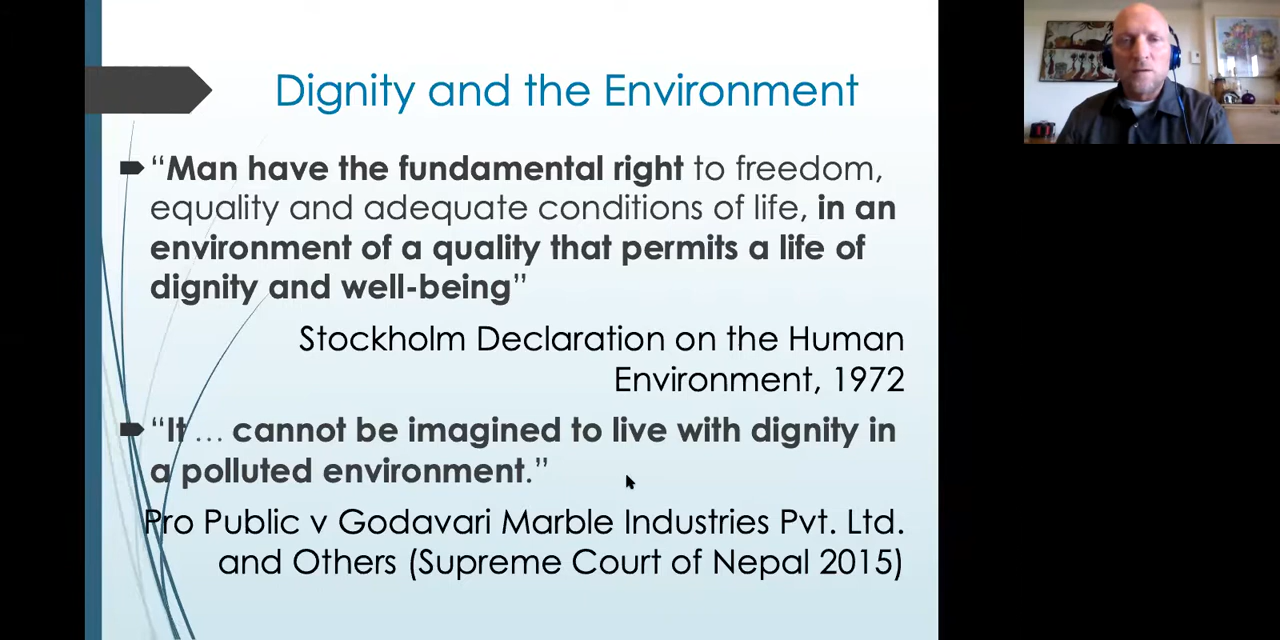 Dignity and the Environment
“Man have the fundamental right to freedom,
equality and adequate conditions of life, in an
environment of a quality that permits a life of
dignity and well-being”
Stockholm Declaration on the Human
Environment, 1972
“It … cannot be imagined to live with dignity in
a polluted environment.”
Pro Public v Godavari Marble Industries Pvt. Ltd.
and Others (Supreme Court of Nepal 2015)